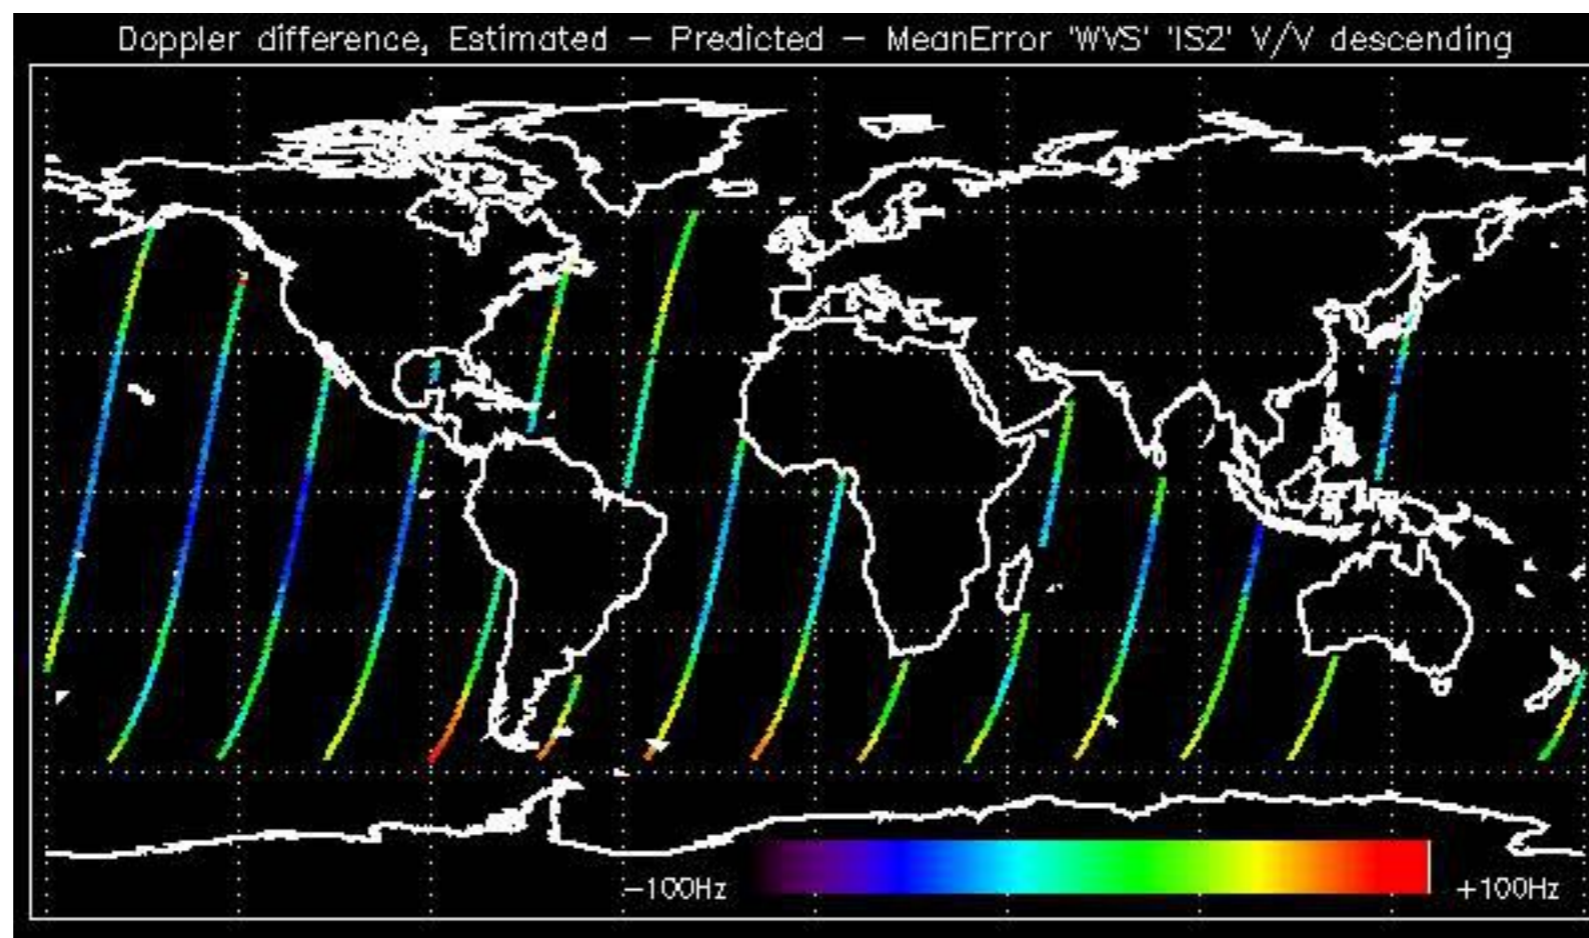 Doppler difference, Estimated – Predicted – MeanError 'WVS' 'IS2' V/V descending
−100Hz +100Hz